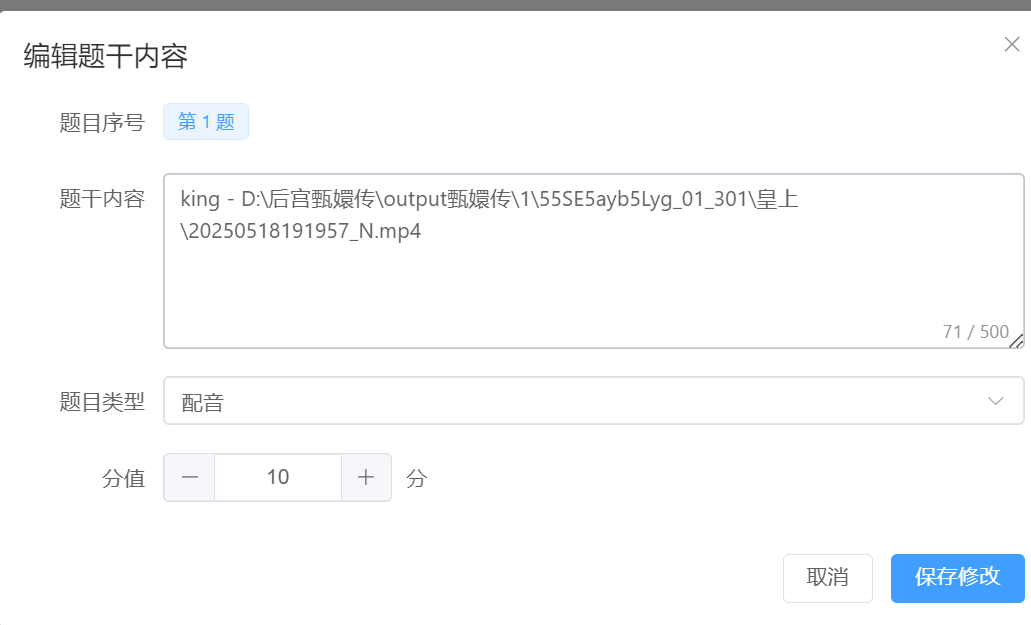 编辑题干内容
题目序号 第 1 题
题干内容 king - D:\后宫甄嬛传\output甄嬛传\1\55SE5ayb5Lyg_01_301\皇上
\20250518191957_N.mp4
71 / 500
题目类型 配音
分值 10 分
取消 保存修改